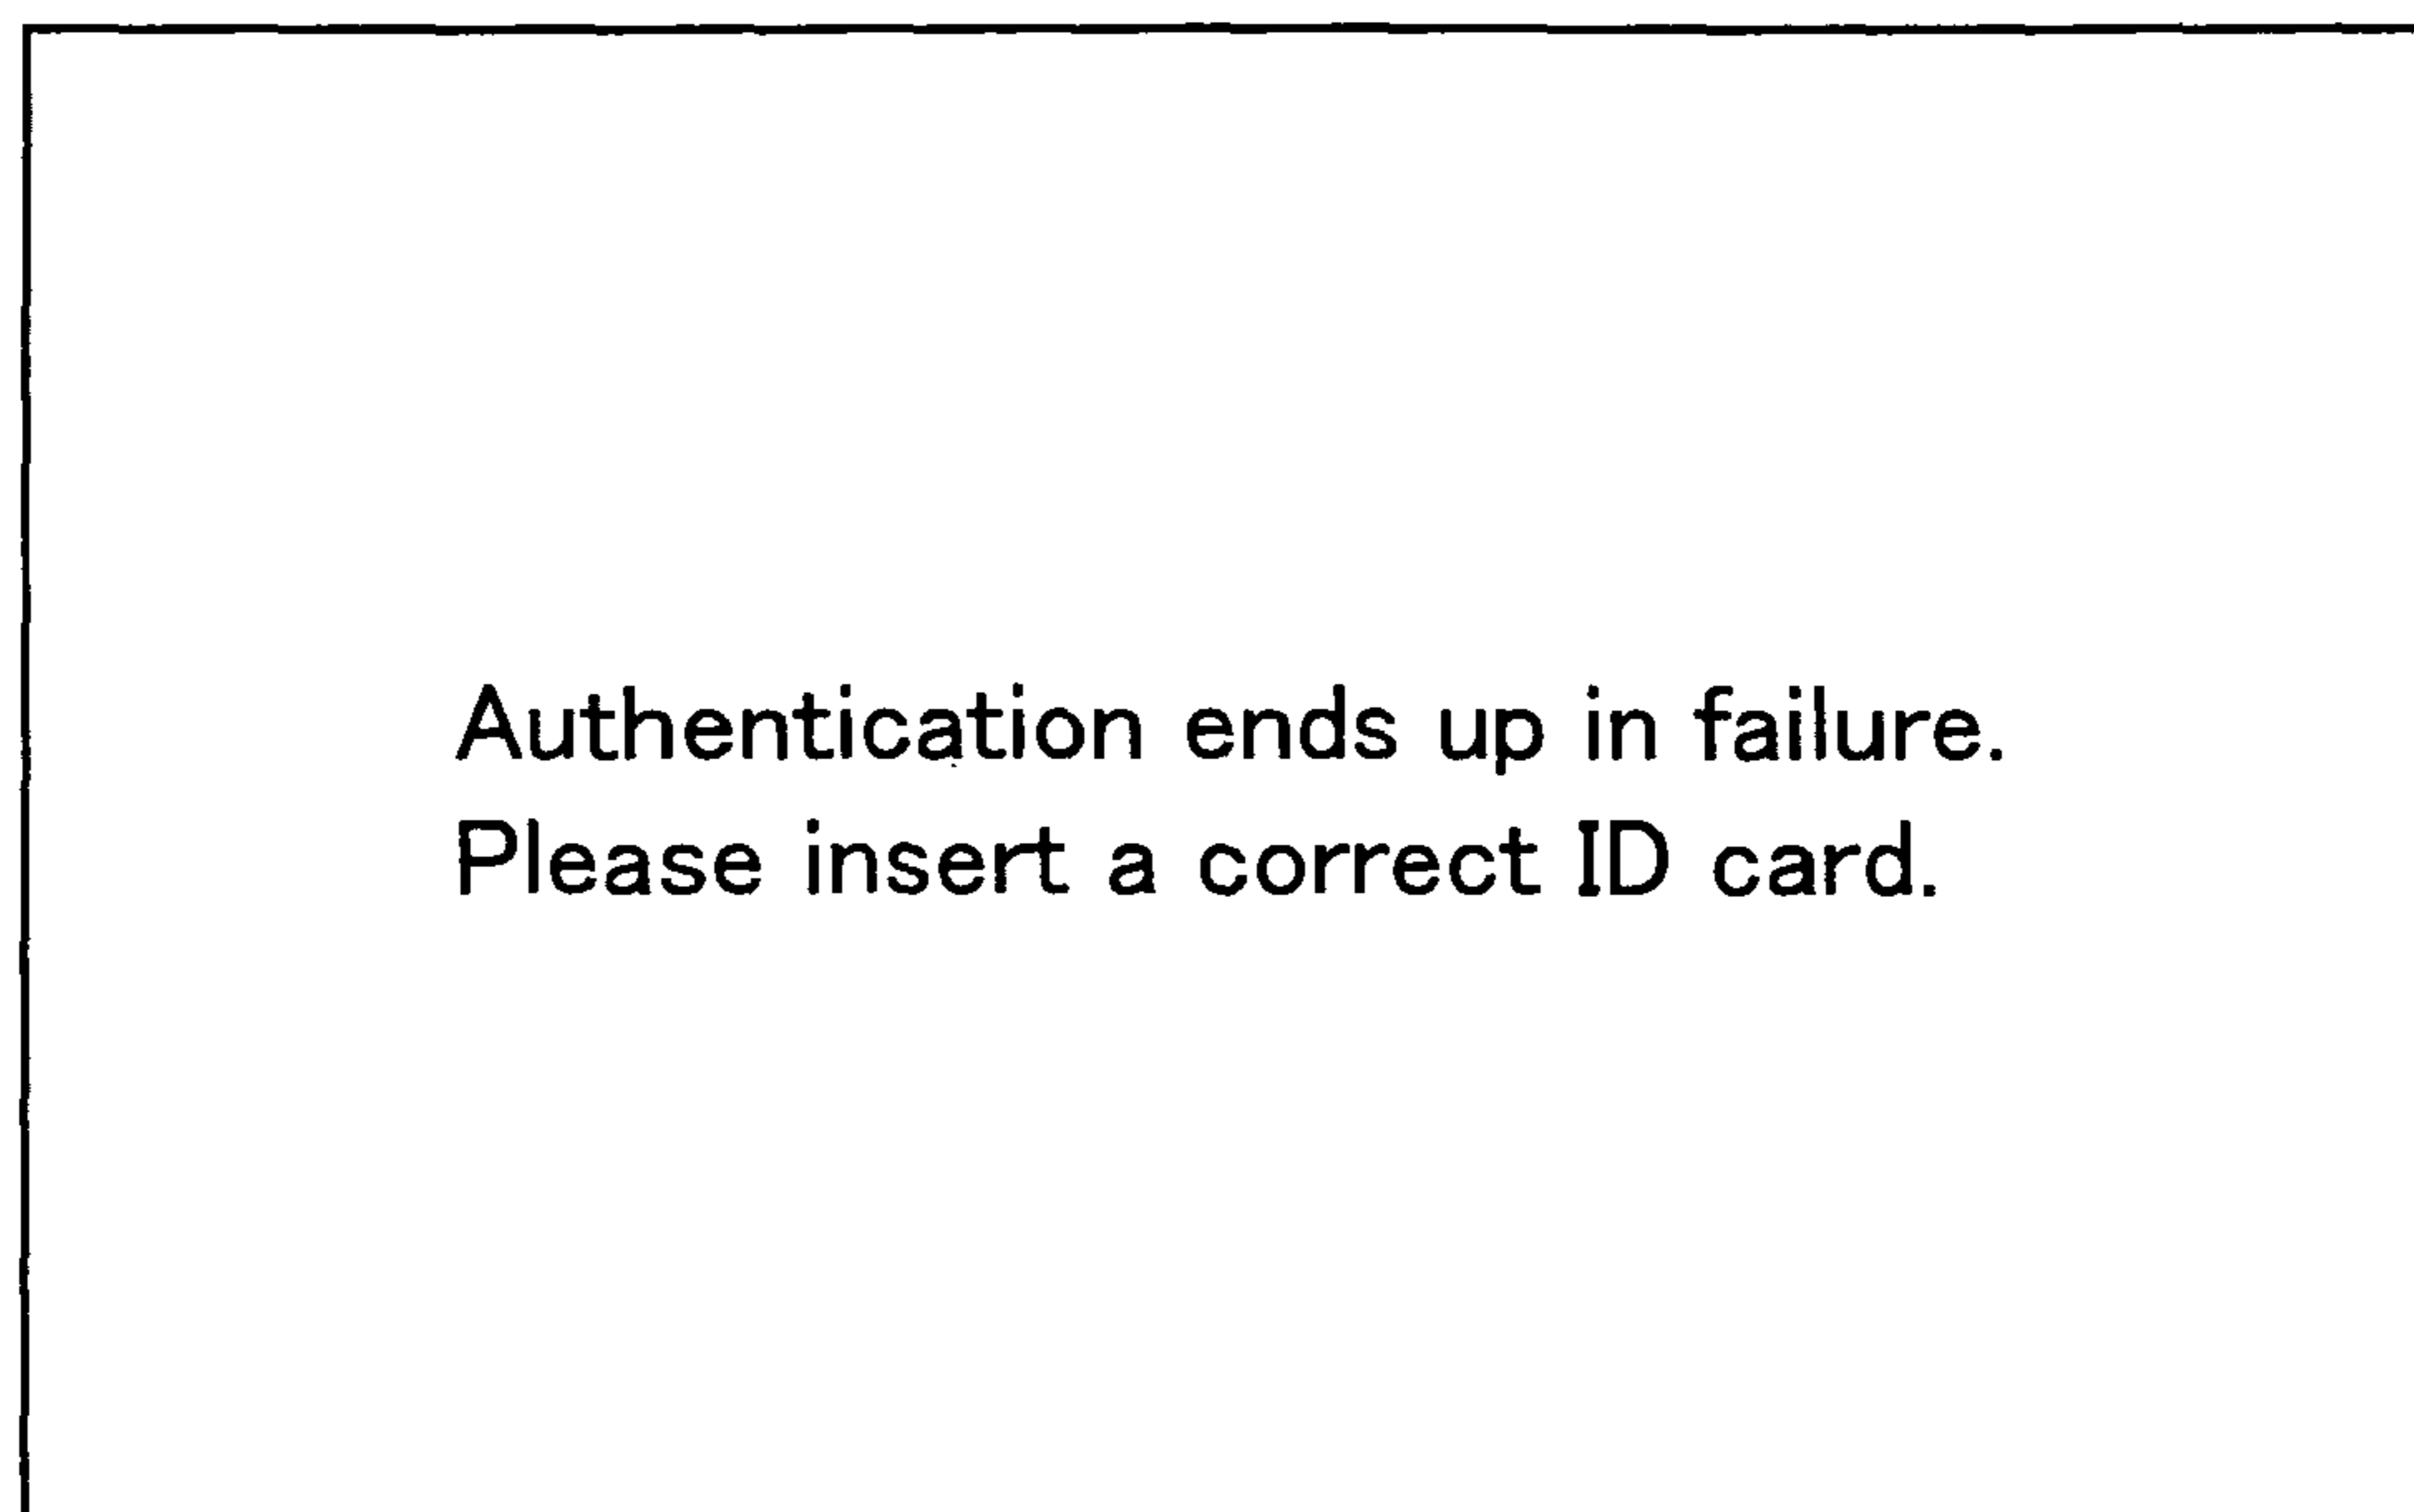 Authentication ends up in failure.
Please insert a correct ID card.